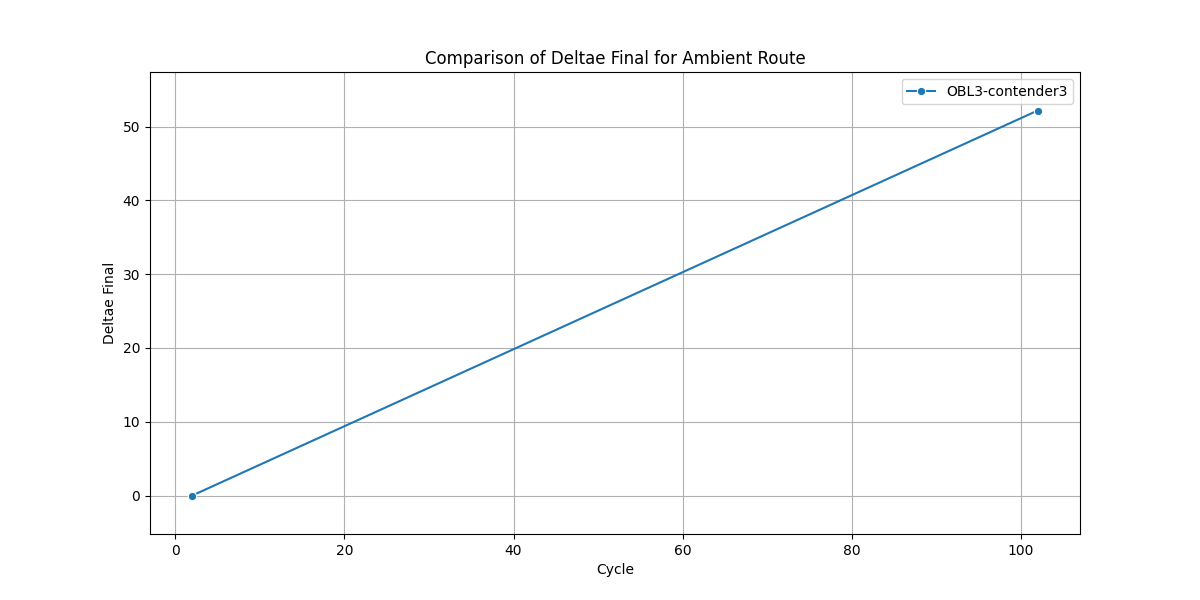 Comparison of Deltae Final for Ambient Route
OBL3-contender3
Deltae Final
50
40
30
20
10
0
0 20 40 60 80 100
Cycle